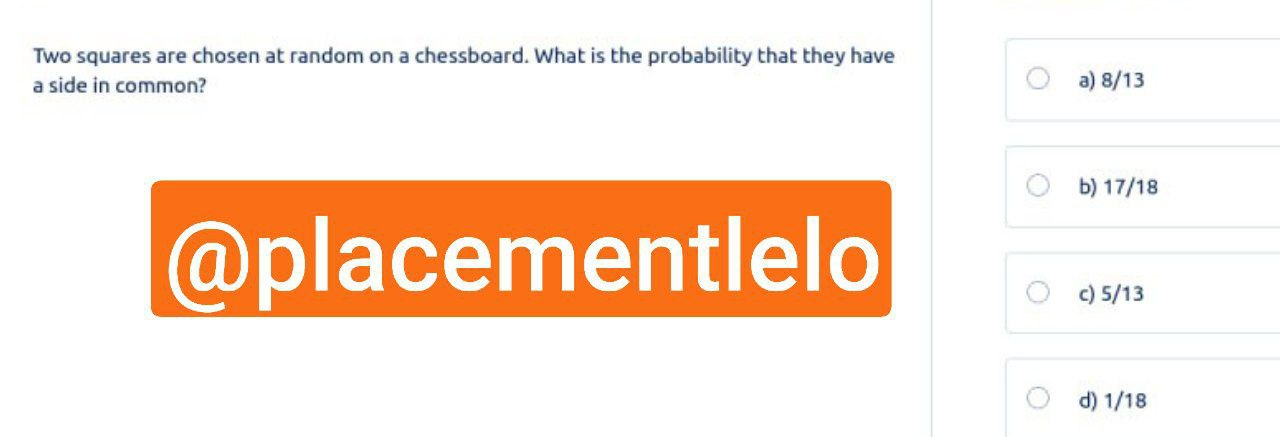 Two squares are chosen at random on a chessboard. What is the probability that they have
a side in common?
@placementlelo
a) 8/13
b) 17/18
c) 5/13
d) 1/18